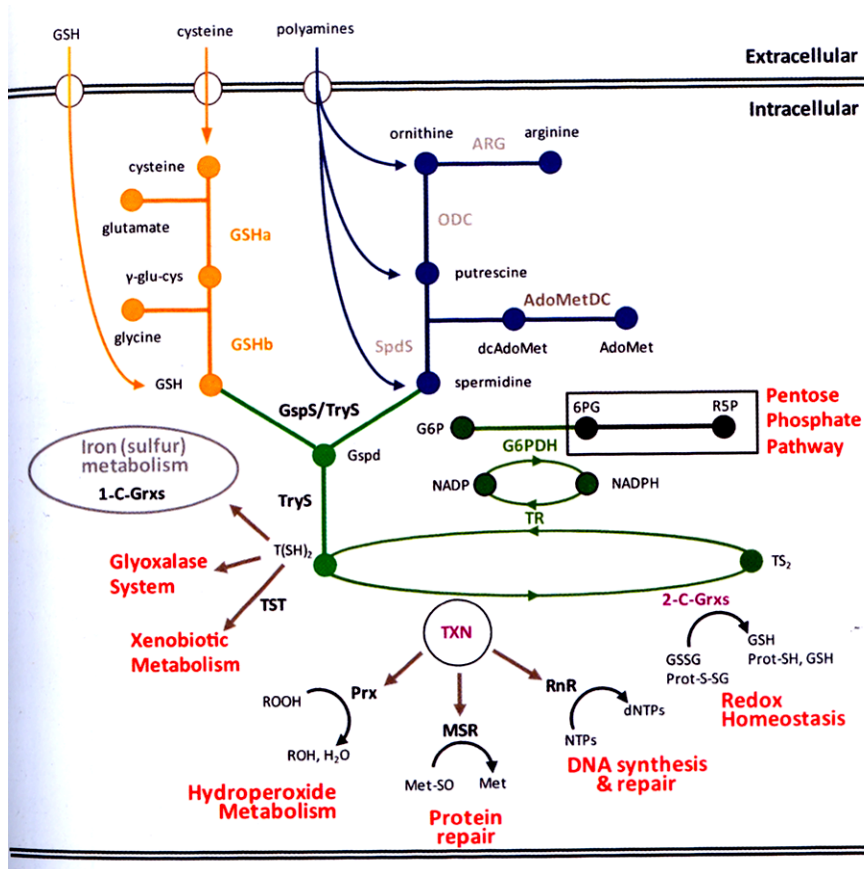 GSH
cysteine
polyamines
Extracellular
Intracellular
ornithine
arginine
ARG
cysteine
glutamate
GSHa
ODC
γ-glu-cys
putrescine
glycine
GSHb
AdoMetDC
SpdS
dcAdoMet
AdoMet
GSH
spermidine
GspS/TryS
Gspd
G6P
6PG
R5P
Pentose
Phosphate
Pathway
G6PDH
Iron (sulfur)
metabolism
1-C-Grxs
NADP
NADPH
TryS
TR
T(SH)₂
TS₂
Glyoxalase
System
TST
Xenobiotic
Metabolism
2-C-Grxs
TXN
GSSG
Prot-S-SG
GSH
Prot-SH, GSH
Redox
Homeostasis
Prx
ROOH
ROH, H₂O
Hydroperoxide
Metabolism
MSR
Met-SO
Met
Protein
repair
RnR
dNTPs
NTPs
DNA synthesis
& repair